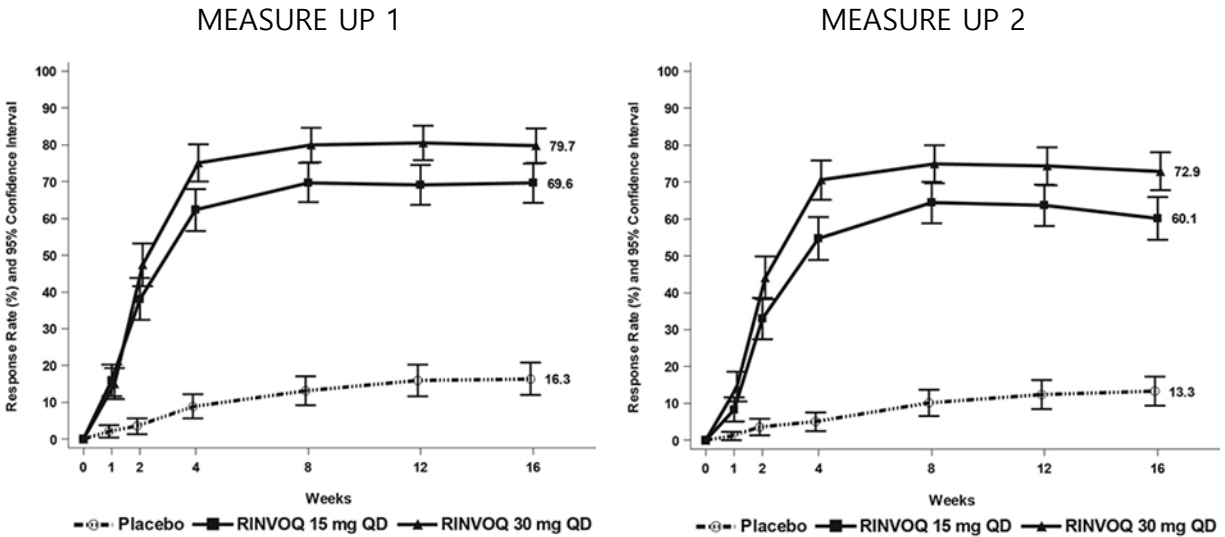 MEASURE UP 1
Response Rate (%) and 95% Confidence Interval
100
90
80
70
60
50
40
30
20
10
0
79.7
69.6
16.3
0 1 2 4 8 12 16
Weeks
Placebo RINVOQ 15 mg QD RINVOQ 30 mg QD
MEASURE UP 2
Response Rate (%) and 95% Confidence Interval
100
90
80
70
60
50
40
30
20
10
0
72.9
60.1
13.3
0 1 2 4 8 12 16
Weeks
Placebo RINVOQ 15 mg QD RINVOQ 30 mg QD